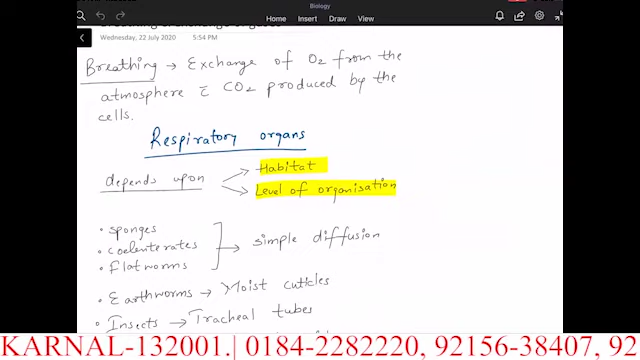 Biology
Home Insert Draw View
Wednesday, 22 July 2020 5:54 PM
Breathing → Exchange of O2 from the
atmosphere c̄ CO2 produced by the
cells.
Respiratory organs
depends upon
Habitat
Level of organisation
• sponges
• coelenterates
• flatworms
→ simple diffusion
• Earthworms → Moist cuticles
• Insects → Tracheal tubes
KARNAL-132001.| 0184-2282220, 92156-38407, 92